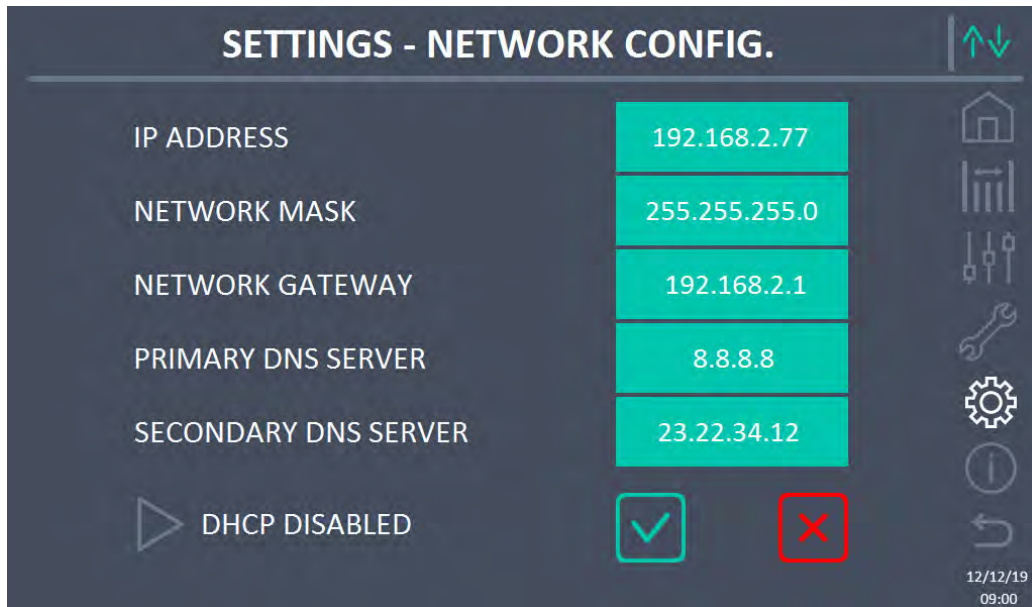 SETTINGS - NETWORK CONFIG.
IP ADDRESS 192.168.2.77
NETWORK MASK 255.255.255.0
NETWORK GATEWAY 192.168.2.1
PRIMARY DNS SERVER 8.8.8.8
SECONDARY DNS SERVER 23.22.34.12
DHCP DISABLED
12/12/19
09:00